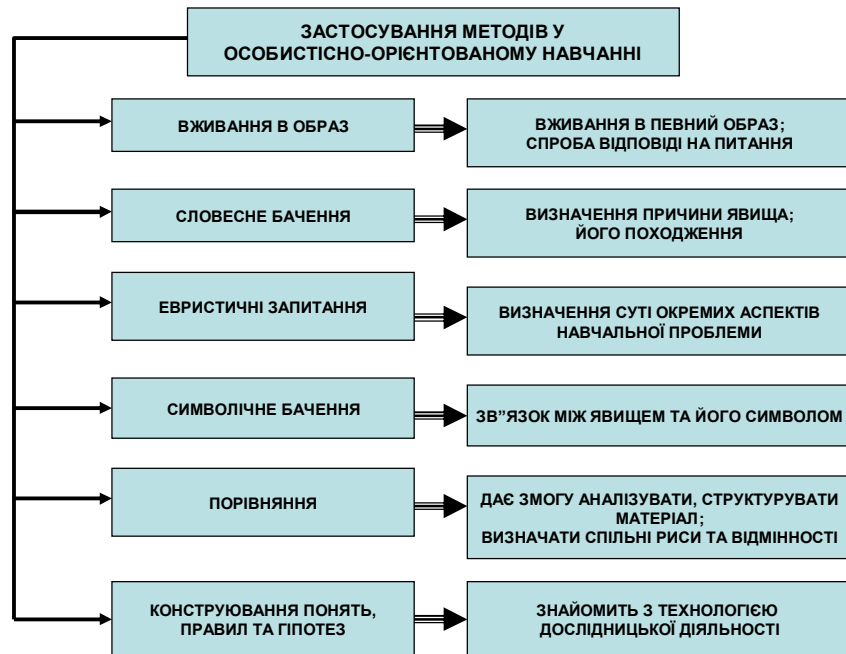 ЗАСТОСУВАННЯ МЕТОДІВ У
ОСОБИСТІСНО-ОРІЄНТОВАНОМУ НАВЧАННІ
ВЖИВАННЯ В ОБРАЗ
ВЖИВАННЯ В ПЕВНИЙ ОБРАЗ;
СПРОБА ВІДПОВІДІ НА ПИТАННЯ
СЛОВЕСНЕ БАЧЕННЯ
ВИЗНАЧЕННЯ ПРИЧИНИ ЯВИЩА;
ЙОГО ПОХОДЖЕННЯ
ЕВРИСТИЧНІ ЗАПИТАННЯ
ВИЗНАЧЕННЯ СУТІ ОКРЕМИХ АСПЕКТІВ
НАВЧАЛЬНОЇ ПРОБЛЕМИ
СИМВОЛІЧНЕ БАЧЕННЯ
ЗВ"ЯЗОК МІЖ ЯВИЩЕМ ТА ЙОГО СИМВОЛОМ
ПОРІВНЯННЯ
ДАЄ ЗМОГУ АНАЛІЗУВАТИ, СТРУКТУРУВАТИ
МАТЕРІАЛ;
ВИЗНАЧАТИ СПІЛЬНІ РИСИ ТА ВІДМІННОСТІ
КОНСТРУЮВАННЯ ПОНЯТЬ,
ПРАВИЛ ТА ГІПОТЕЗ
ЗНАЙОМИТЬ З ТЕХНОЛОГІЄЮ
ДОСЛІДНИЦЬКОЇ ДІЯЛЬНОСТІ